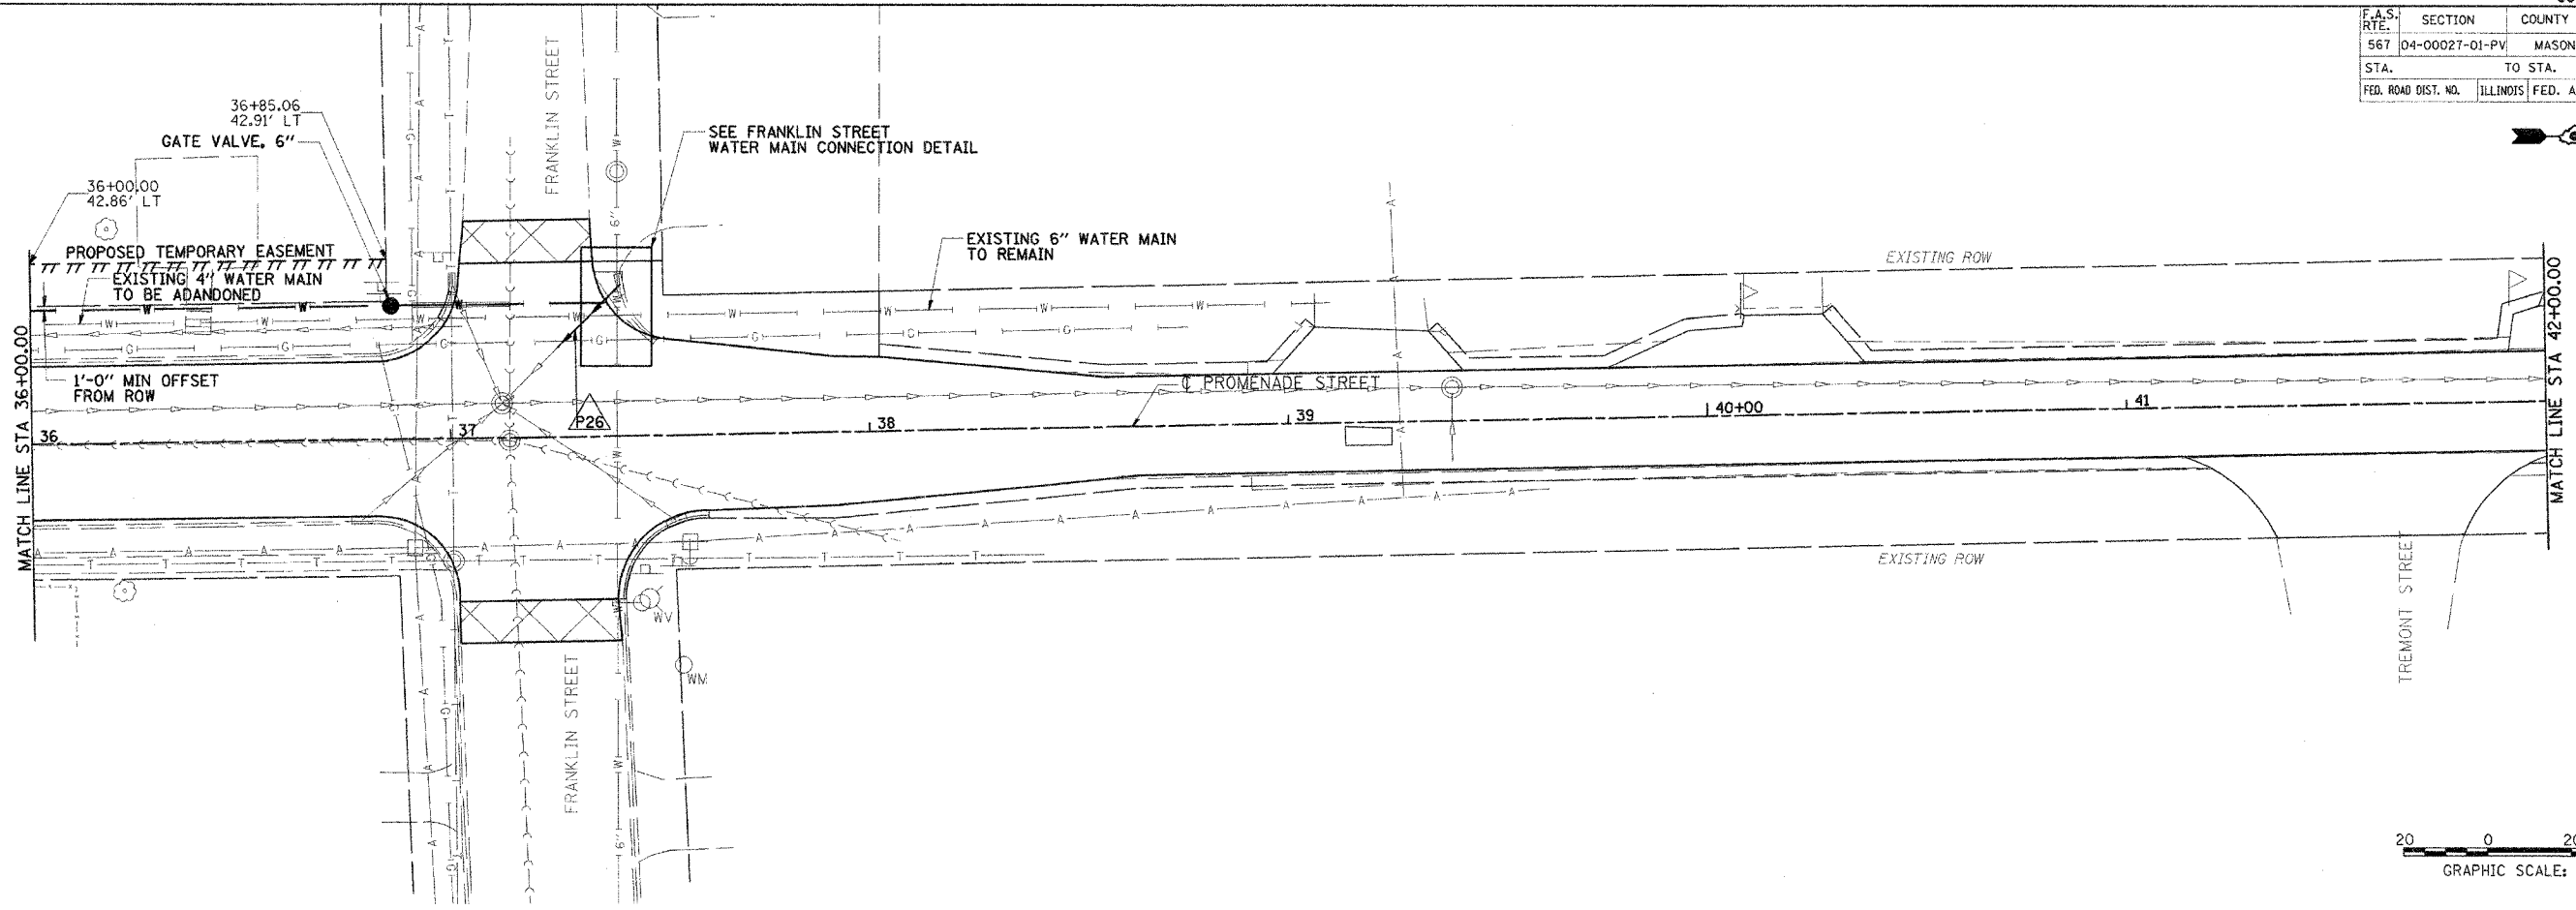 F.A.S. RTE. SECTION COUNTY
567 04-00027-01-PV MASON
STA. TO STA.
FED. ROAD DIST. NO. ILLINOIS FED. A
36+85.06
42.91' LT
GATE VALVE, 6"
36+00.00
42.86' LT
FRANKLIN STREET
SEE FRANKLIN STREET
WATER MAIN CONNECTION DETAIL
PROPOSED TEMPORARY EASEMENT
EXISTING 4" WATER MAIN
TO BE ADANDONED
EXISTING 6" WATER MAIN
TO REMAIN
EXISTING ROW
6"
1'-0" MIN OFFSET
FROM ROW
MATCH LINE STA 36+00.00
MATCH LINE STA 42+00.00
℄ PROMENADE STREET
36
37
P26
38
39
40+00
41
EXISTING ROW
WV
WM
FRANKLIN STREET
6"
TREMONT STREET
20 0 20
GRAPHIC SCALE: